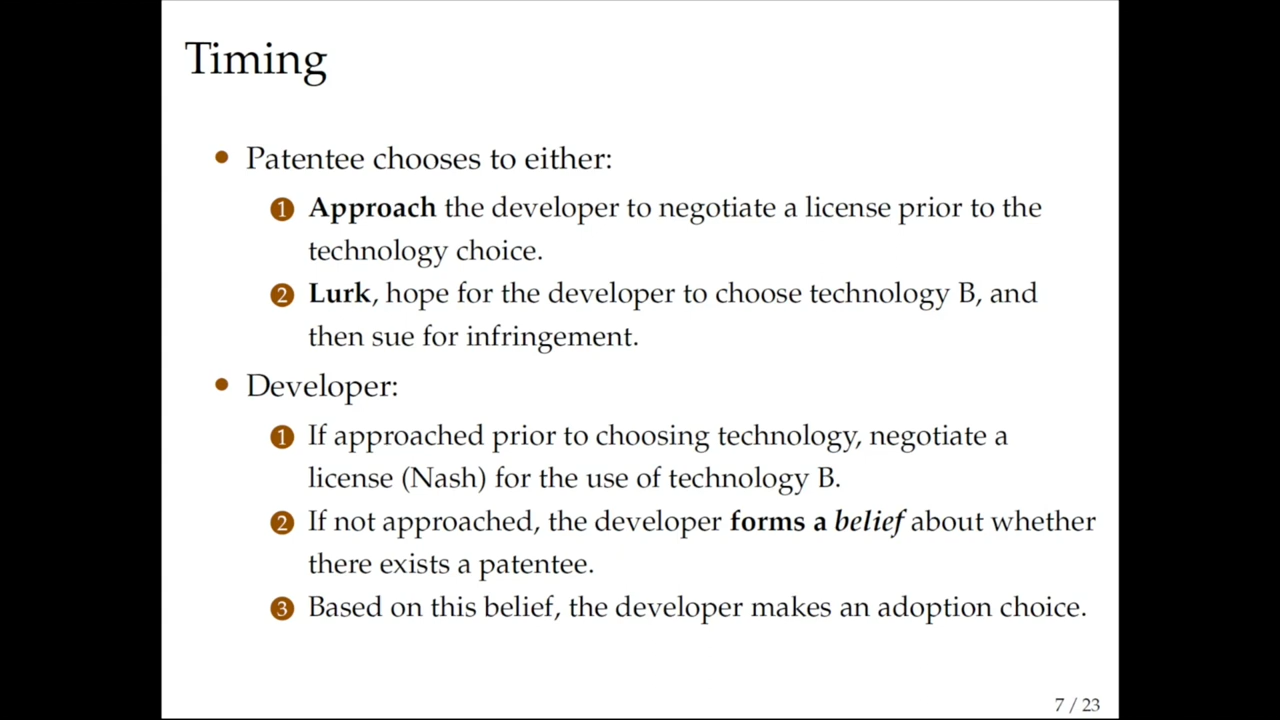 Timing
• Patentee chooses to either:
1 Approach the developer to negotiate a license prior to the
technology choice.
2 Lurk, hope for the developer to choose technology B, and
then sue for infringement.
• Developer:
1 If approached prior to choosing technology, negotiate a
license (Nash) for the use of technology B.
2 If not approached, the developer forms a belief about whether
there exists a patentee.
3 Based on this belief, the developer makes an adoption choice.
7 / 23